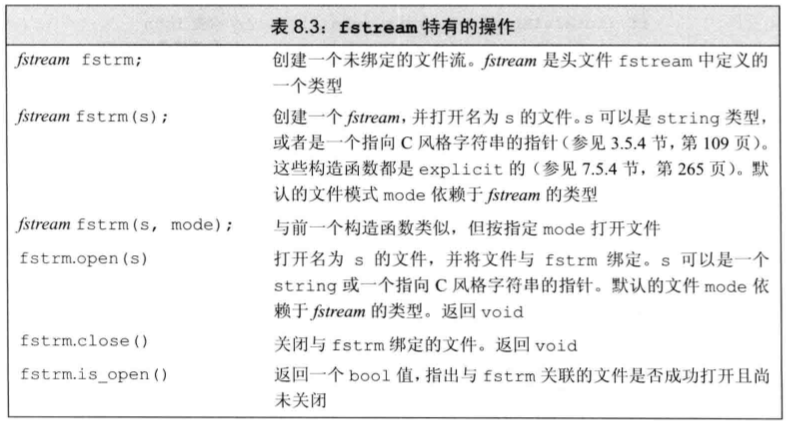 表 8.3：fstream 特有的操作
fstream fstrm; 创建一个未绑定的文件流。fstream 是头文件 fstream 中定义的
一个类型
fstream fstrm(s); 创建一个 fstream，并打开名为 s 的文件。s 可以是 string 类型，
或者是一个指向 C 风格字符串的指针（参见 3.5.4 节，第 109 页）。
这些构造函数都是 explicit 的（参见 7.5.4 节，第 265 页）。默
认的文件模式 mode 依赖于 fstream 的类型
fstream fstrm(s, mode); 与前一个构造函数类似，但按指定 mode 打开文件
fstrm.open(s) 打开名为 s 的文件，并将文件与 fstrm 绑定。s 可以是一个
string 或一个指向 C 风格字符串的指针。默认的文件 mode 依
赖于 fstream 的类型。返回 void
fstrm.close() 关闭与 fstrm 绑定的文件。返回 void
fstrm.is_open() 返回一个 bool 值，指出与 fstrm 关联的文件是否成功打开且尚
未关闭